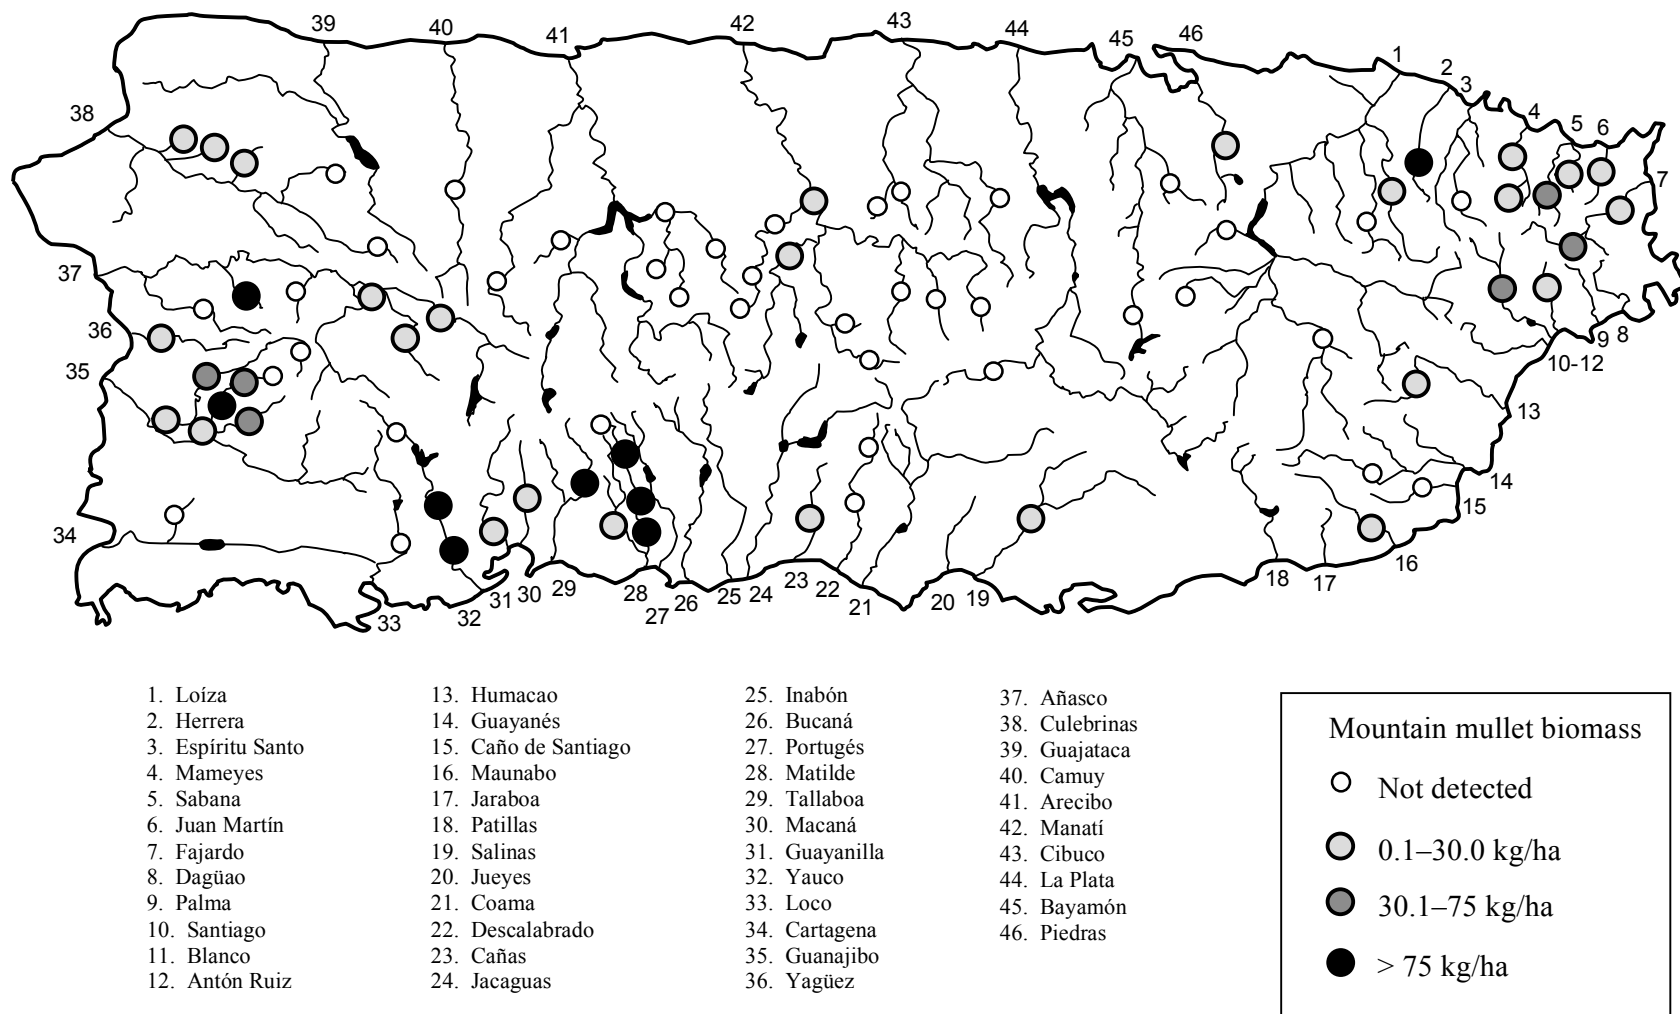 39
40
41
42
43
44
45
46
1
2
3
4
5
6
7
8
9
10-12
13
14
15
16
17
18
19
20
21
22
23
24
25
26
27
28
29
30
31
32
33
34
35
36
37
38
1. Loíza
2. Herrera
3. Espíritu Santo
4. Mameyes
5. Sabana
6. Juan Martín
7. Fajardo
8. Dagüao
9. Palma
10. Santiago
11. Blanco
12. Antón Ruiz
13. Humacao
14. Guayanés
15. Caño de Santiago
16. Maunabo
17. Jaraboa
18. Patillas
19. Salinas
20. Jueyes
21. Coama
22. Descalabrado
23. Cañas
24. Jacaguas
25. Inabón
26. Bucaná
27. Portugés
28. Matilde
29. Tallaboa
30. Macaná
31. Guayanilla
32. Yauco
33. Loco
34. Cartagena
35. Guanajibo
36. Yagüez
37. Añasco
38. Culebrinas
39. Guajataca
40. Camuy
41. Arecibo
42. Manatí
43. Cibuco
44. La Plata
45. Bayamón
46. Piedras
Mountain mullet biomass
Not detected
0.1–30.0 kg/ha
30.1–75 kg/ha
> 75 kg/ha